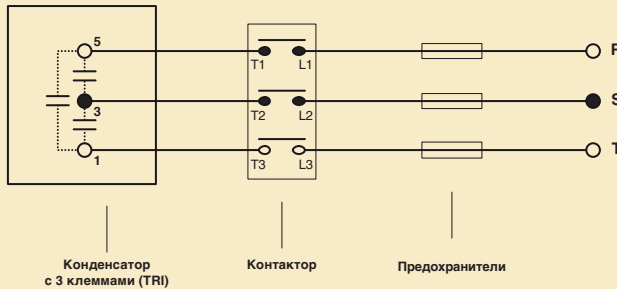 5
T1 L1
R
3
T2 L2
S
1
T3 L3
T
Конденсатор
с 3 клеммами (TRI)
Контактор
Предохранители